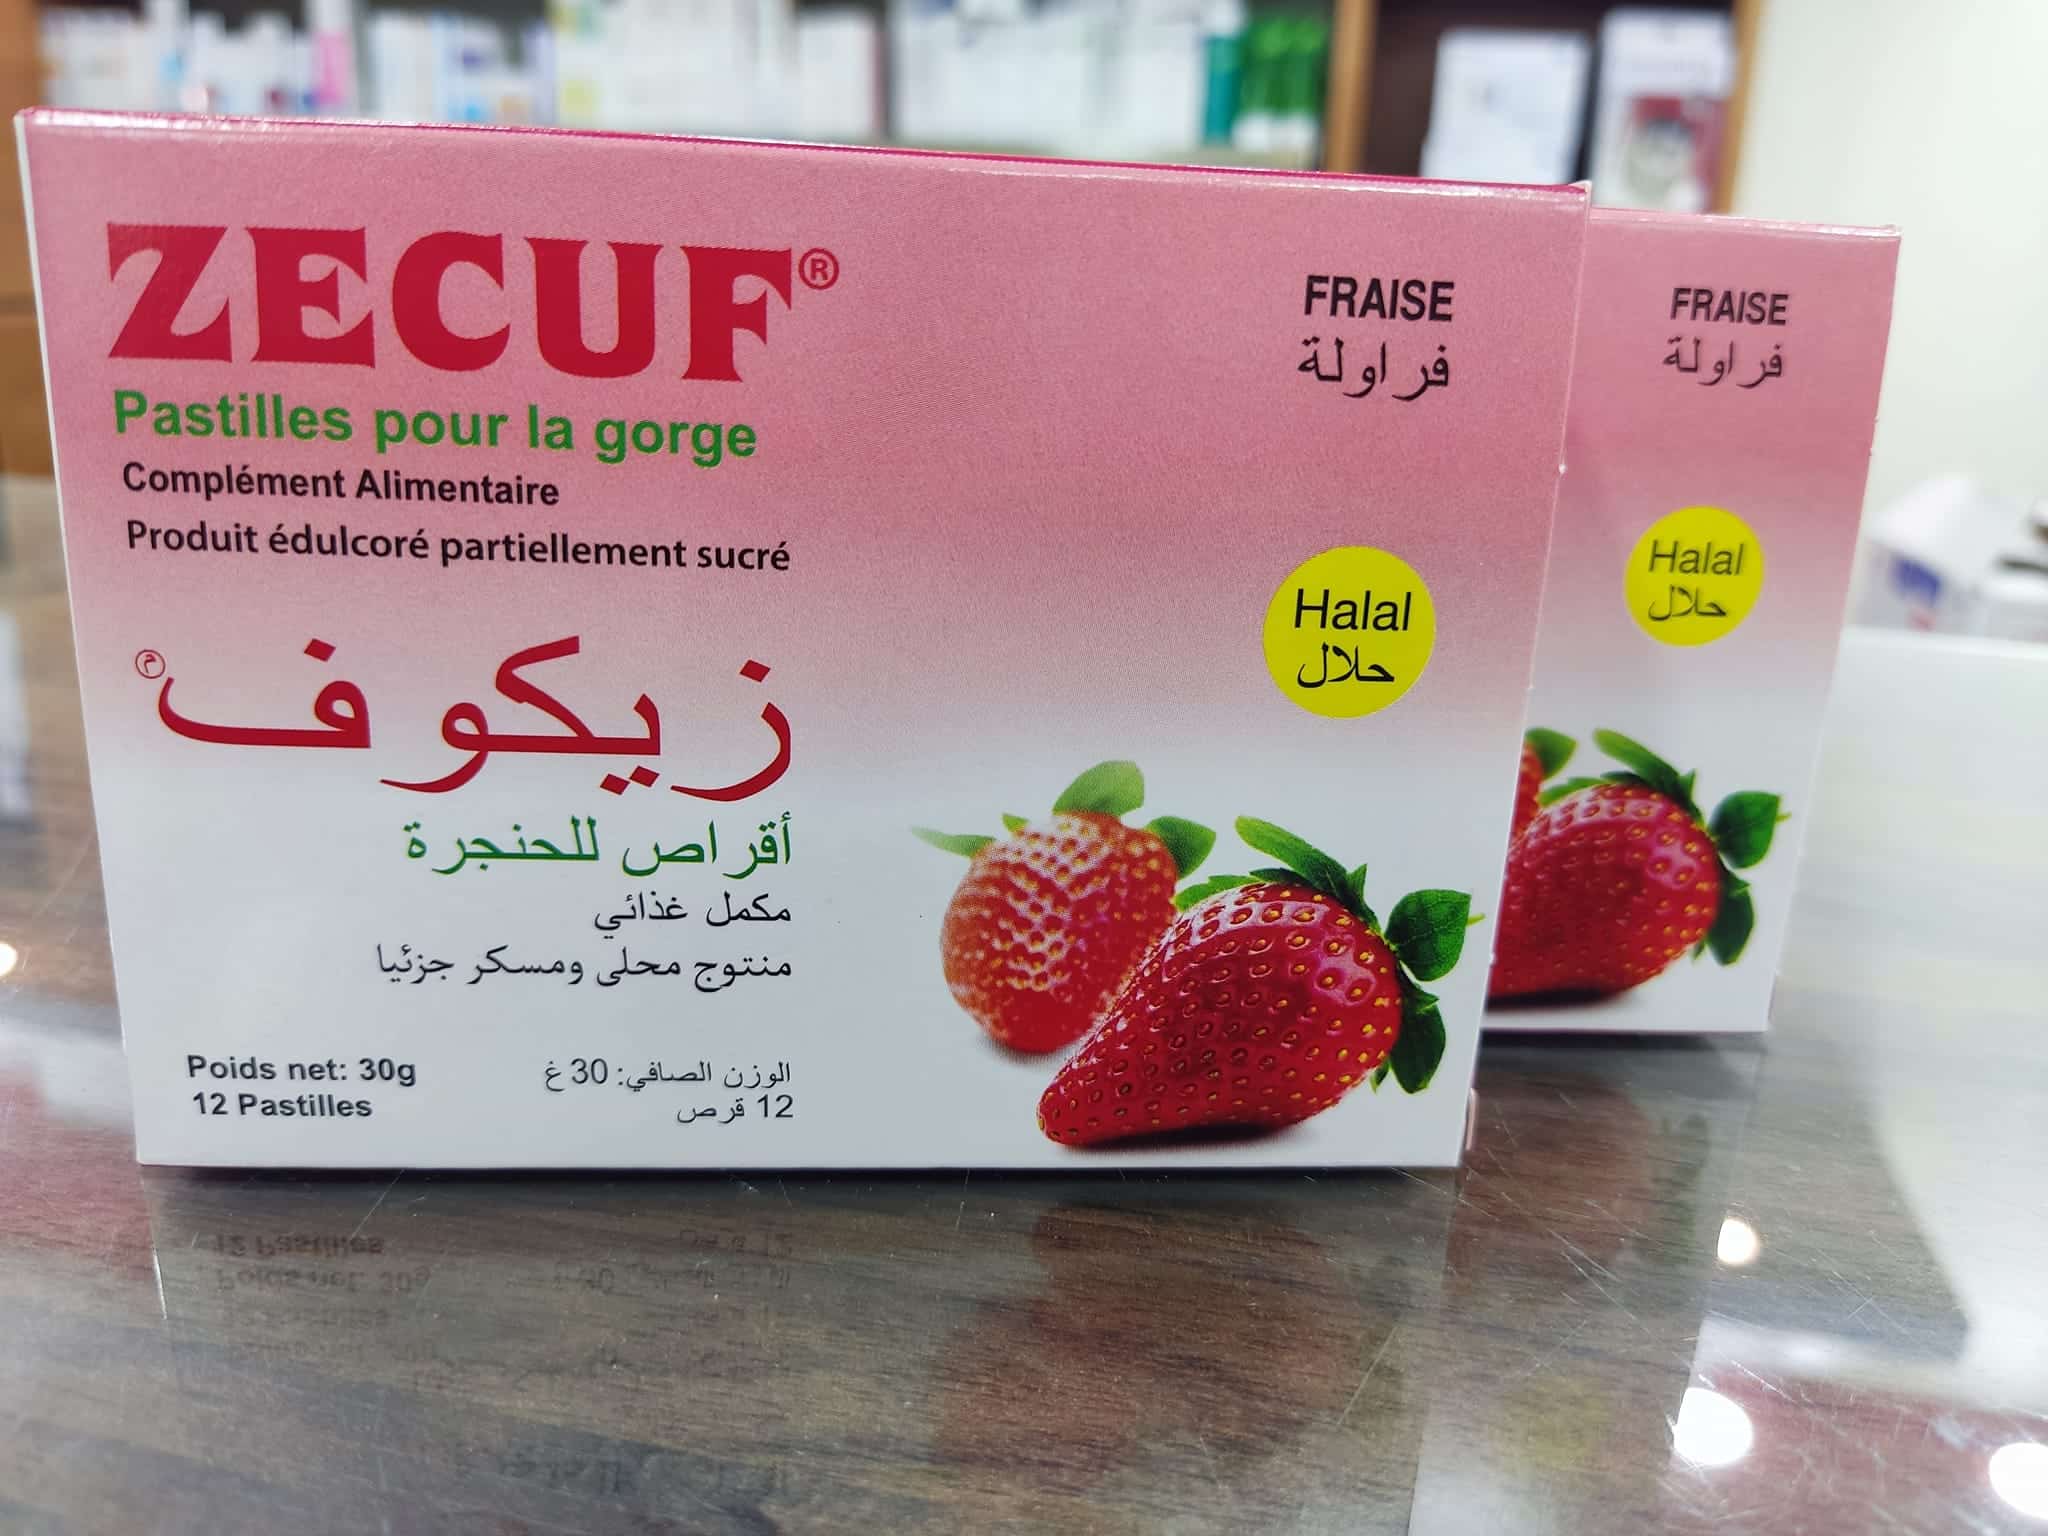 ZECUF®
Pastilles pour la gorge
Complément Alimentaire
Produit édulcoré partiellement sucré
FRAISE
فراولة
Halal
حلال
زيكوف
م
أقراص للحنجرة
مكمل غذائي
منتوج محلى ومسكر جزئيا
Poids net: 30g
12 Pastilles
الوزن الصافي: 30 غ
12 قرص
FRAISE
فراولة
Halal
حلال